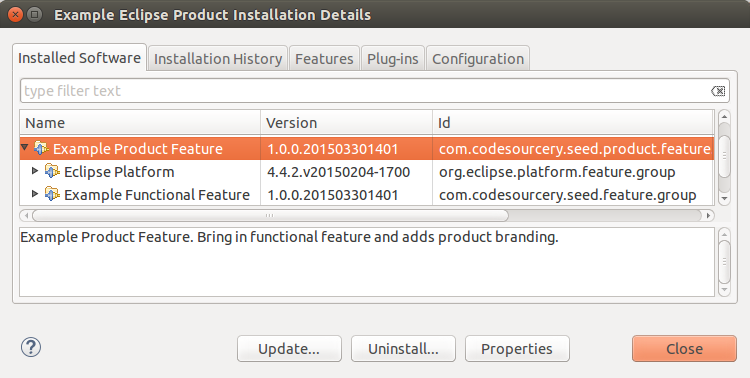 Example Eclipse Product Installation Details
Installed Software Installation History Features Plug-ins Configuration
type filter text
Name Version Id
Example Product Feature 1.0.0.201503301401 com.codesourcery.seed.product.feature
Eclipse Platform 4.4.2.v20150204-1700 org.eclipse.platform.feature.group
Example Functional Feature 1.0.0.201503301401 com.codesourcery.seed.feature.group
Example Product Feature. Bring in functional feature and adds product branding.
? Update... Uninstall... Properties Close